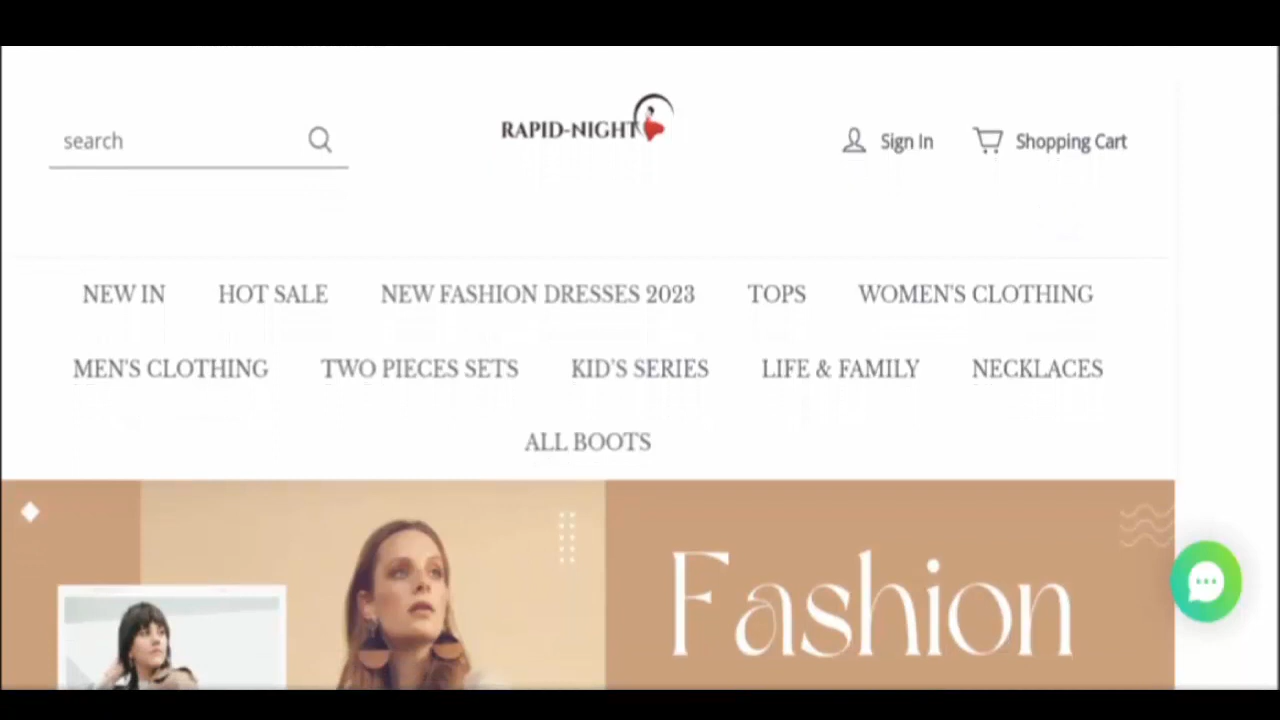 search
RAPID-NIGHT
Sign In
Shopping Cart
NEW IN HOT SALE NEW FASHION DRESSES 2023 TOPS WOMEN'S CLOTHING
MEN'S CLOTHING TWO PIECES SETS KID'S SERIES LIFE & FAMILY NECKLACES
ALL BOOTS
Fashion